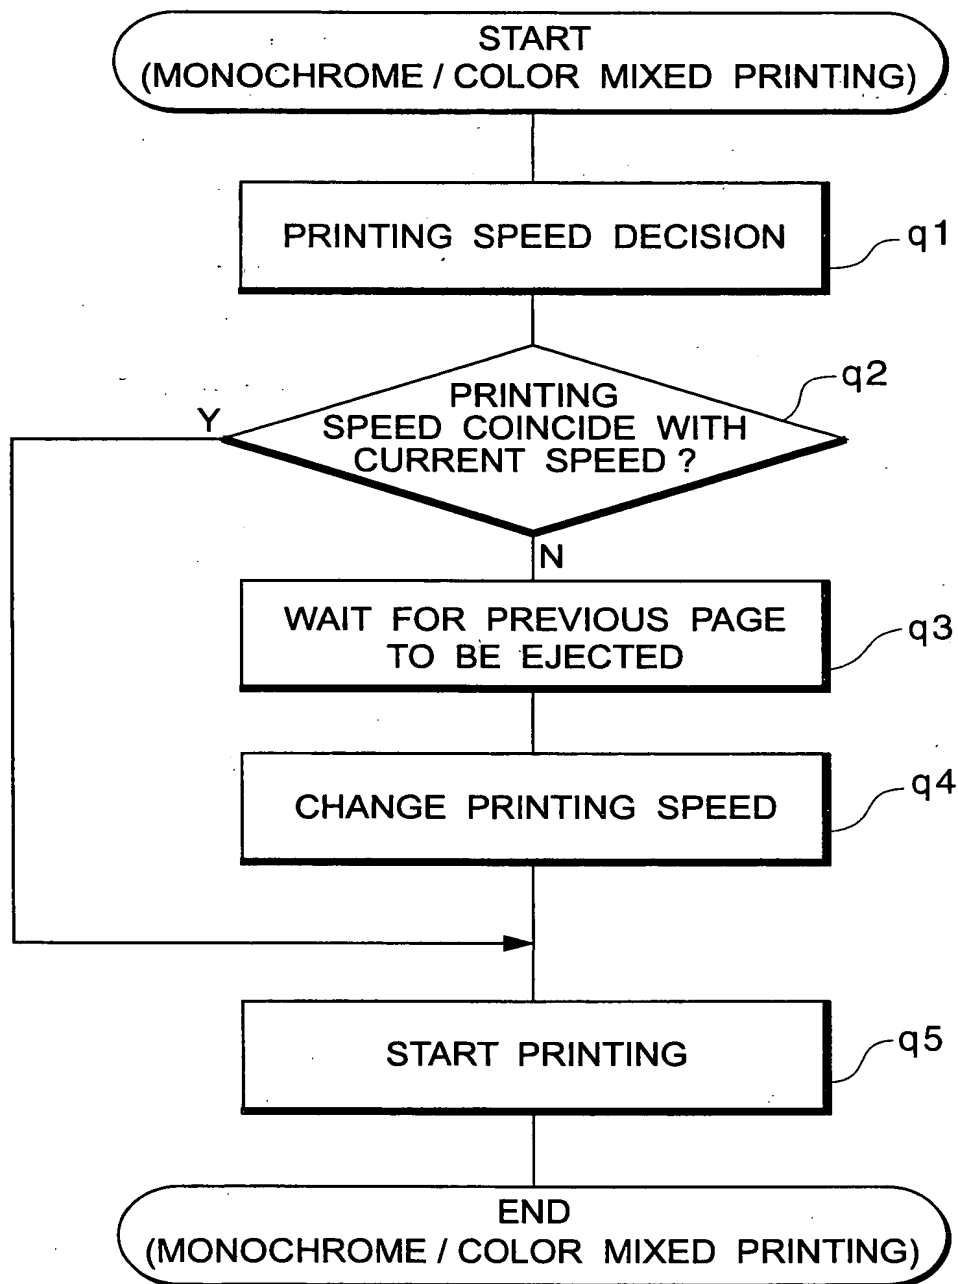 START
(MONOCHROME / COLOR MIXED PRINTING)
PRINTING SPEED DECISION
q1
PRINTING
SPEED COINCIDE WITH
CURRENT SPEED ?
q2
Y
N
WAIT FOR PREVIOUS PAGE
TO BE EJECTED
q3
CHANGE PRINTING SPEED
q4
START PRINTING
q5
END
(MONOCHROME / COLOR MIXED PRINTING)